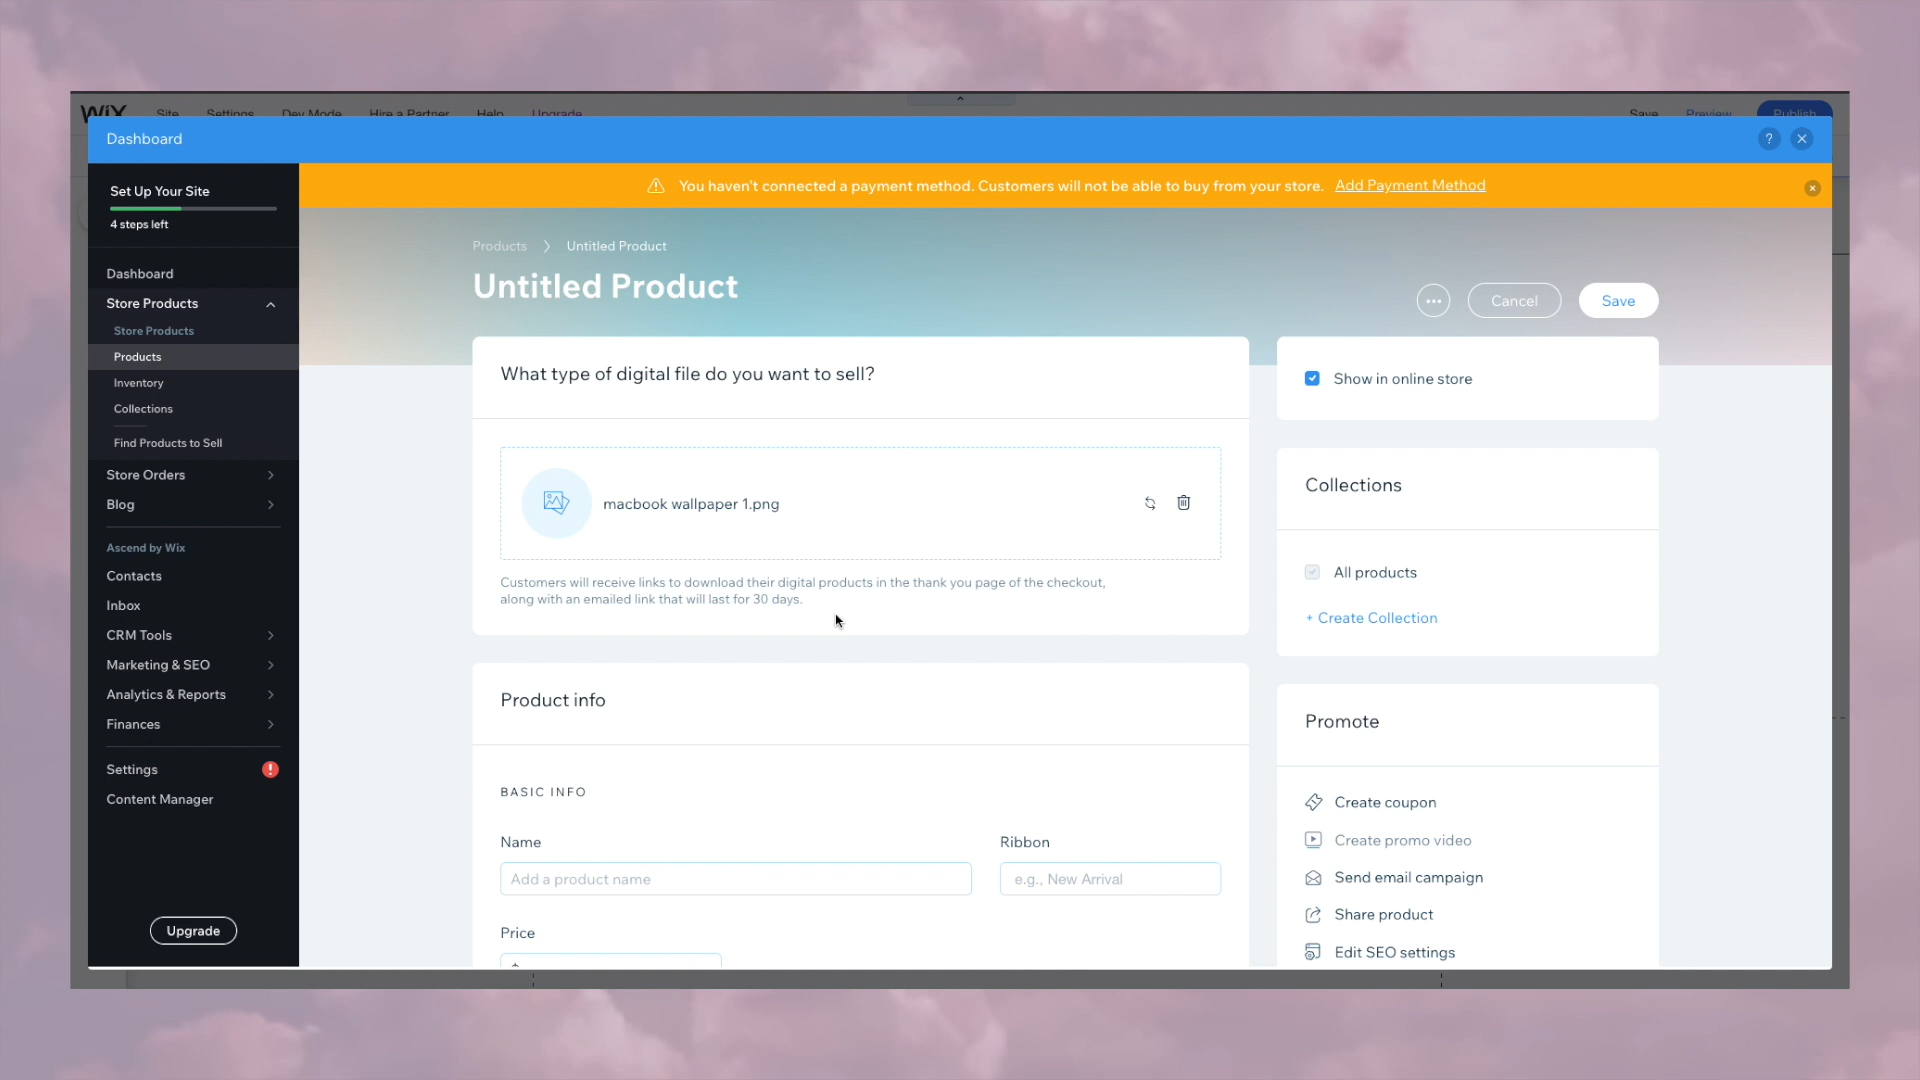 WIX Site Settings Dev Mode Hire a Partner Help Upgrade Save Preview Publish
Dashboard ?
Set Up Your Site
4 steps left
Dashboard
Store Products
Store Products
Products
Inventory
Collections
Find Products to Sell
Store Orders
Blog
Ascend by Wix
Contacts
Inbox
CRM Tools
Marketing & SEO
Analytics & Reports
Finances
Settings !
Content Manager
Upgrade
You haven't connected a payment method. Customers will not be able to buy from your store. Add Payment Method
Products > Untitled Product
Untitled Product
Cancel Save
What type of digital file do you want to sell?
macbook wallpaper 1.png
Customers will receive links to download their digital products in the thank you page of the checkout,
along with an emailed link that will last for 30 days.
Product info
BASIC INFO
Name Ribbon
Add a product name e.g., New Arrival
Price
Show in online store
Collections
All products
+ Create Collection
Promote
Create coupon
Create promo video
Send email campaign
Share product
Edit SEO settings